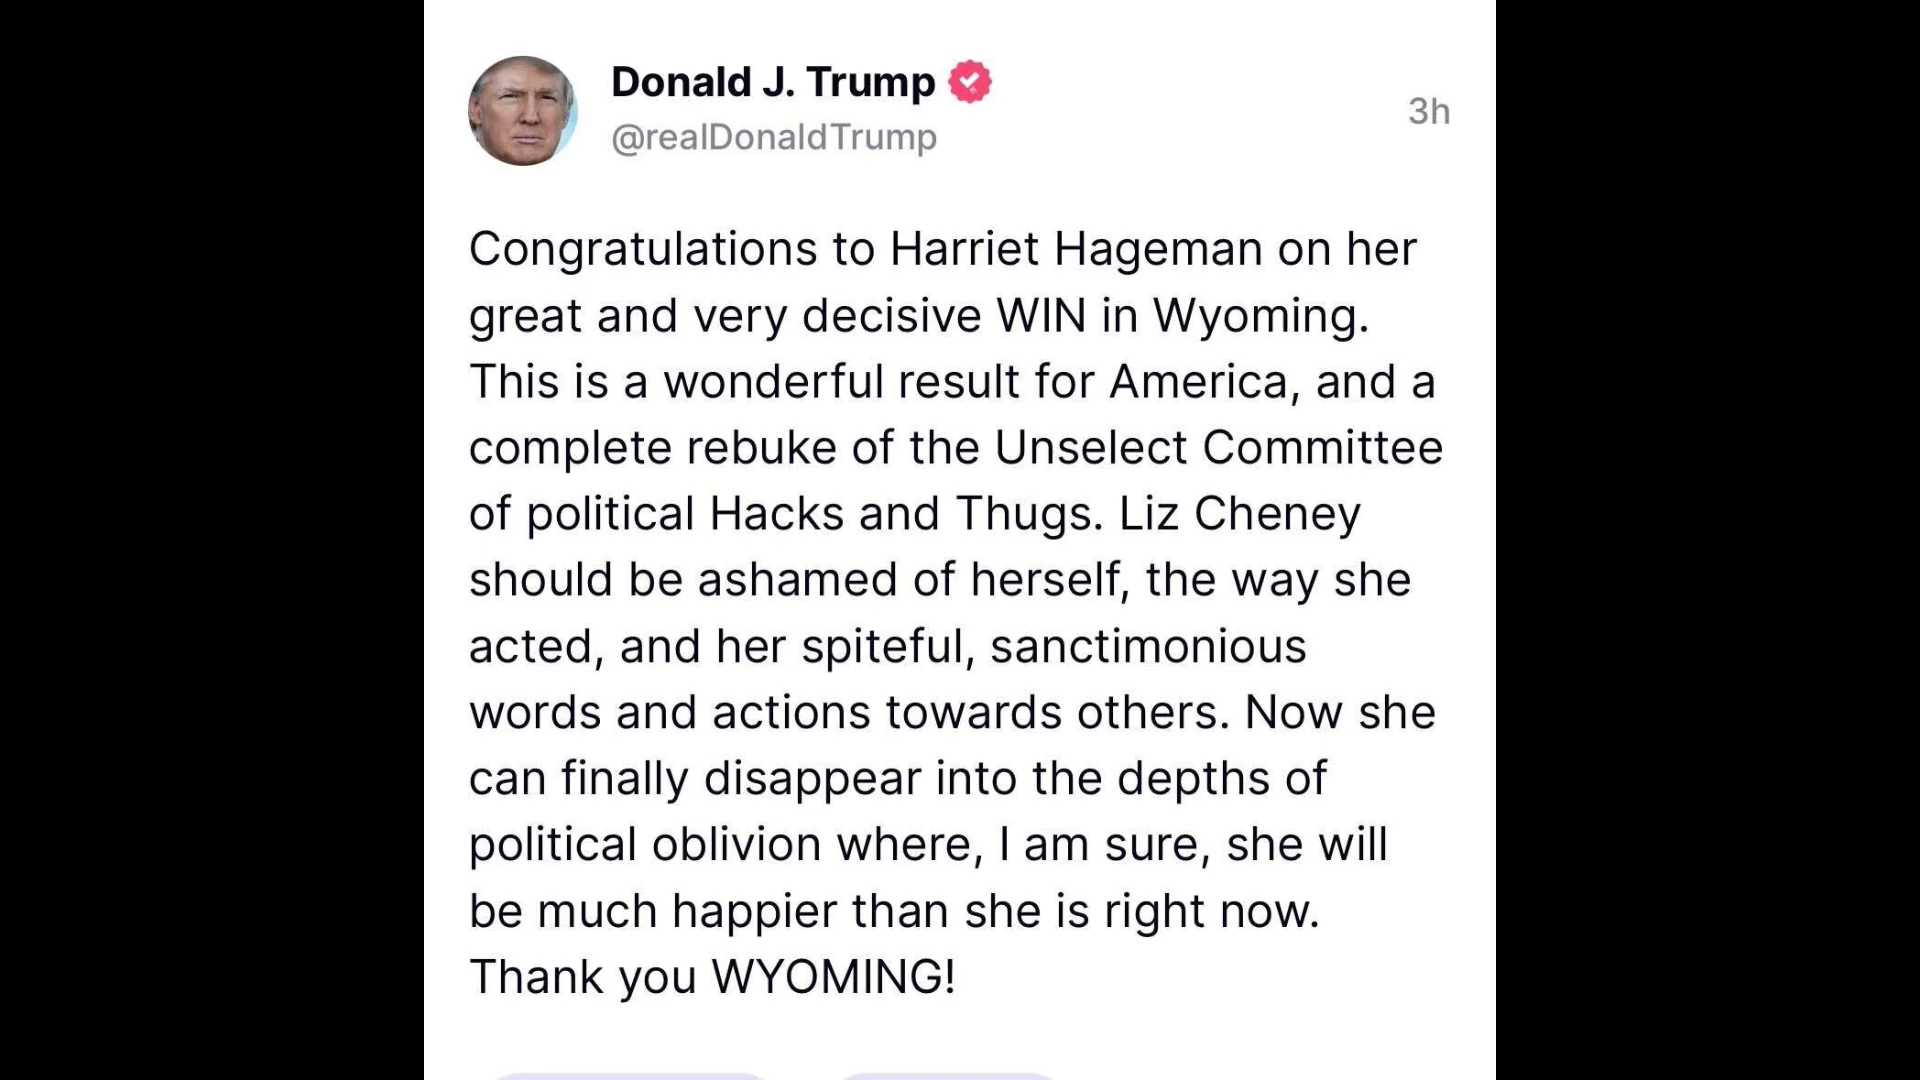 Donald J. Trump
@realDonaldTrump
3h
Congratulations to Harriet Hageman on her
great and very decisive WIN in Wyoming.
This is a wonderful result for America, and a
complete rebuke of the Unselect Committee
of political Hacks and Thugs. Liz Cheney
should be ashamed of herself, the way she
acted, and her spiteful, sanctimonious
words and actions towards others. Now she
can finally disappear into the depths of
political oblivion where, I am sure, she will
be much happier than she is right now.
Thank you WYOMING!